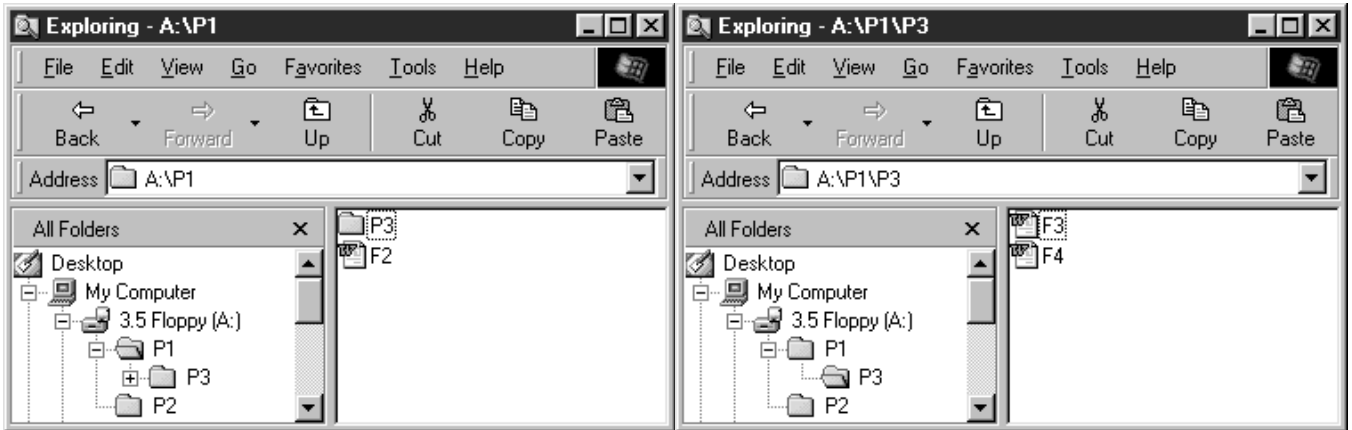 Exploring - A:\P1
File Edit View Go Favorites Tools Help
Back Forward Up Cut Copy Paste
Address A:\P1
All Folders
Desktop
My Computer
3.5 Floppy (A:)
P1
P3
P2
P3
F2
Exploring - A:\P1\P3
File Edit View Go Favorites Tools Help
Back Forward Up Cut Copy Paste
Address A:\P1\P3
All Folders
Desktop
My Computer
3.5 Floppy (A:)
P1
P3
P2
F3
F4